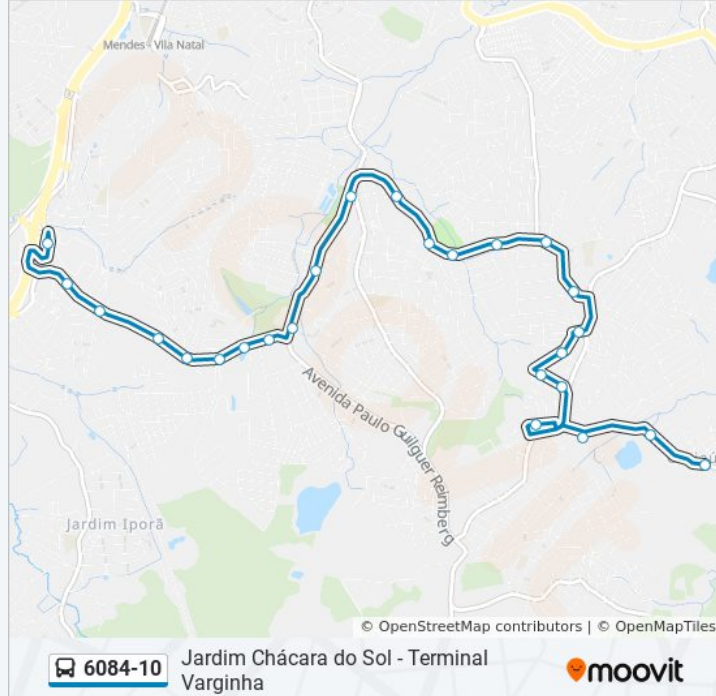 Mendes - Vila Natal
Avenida Paulo Guilguer Reimberg
Jardim Iporã
© OpenStreetMap contributors | © OpenMapTiles
6084-10
Jardim Chácara do Sol - Terminal
Varginha
moovit